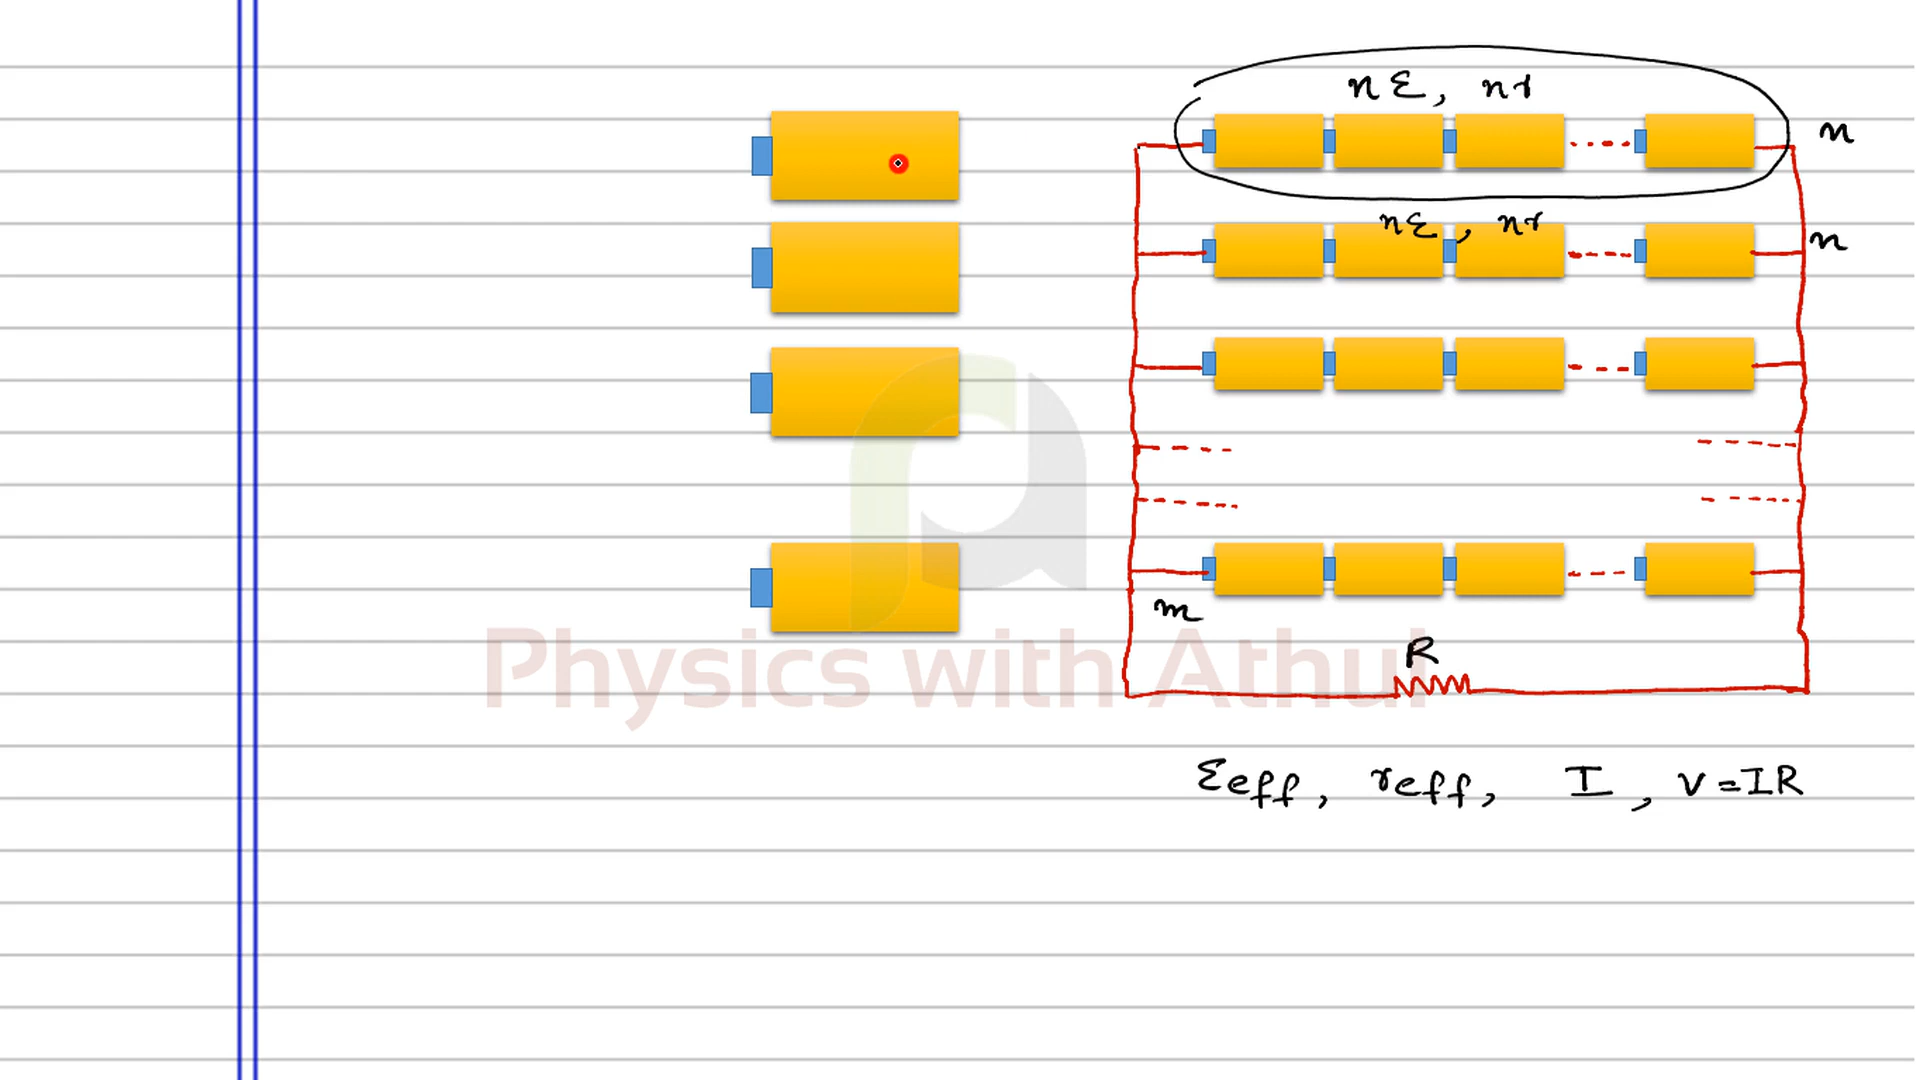 nε, nr
n
nε, nr
n
m
R
Physics with Athul
εeff, reff, I, v=IR